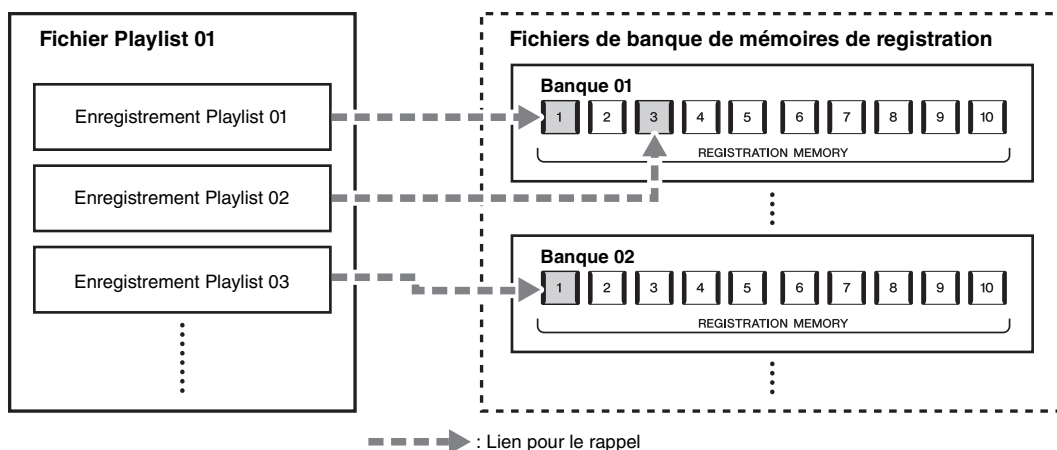 Fichier Playlist 01
Enregistrement Playlist 01
Enregistrement Playlist 02
Enregistrement Playlist 03
Fichiers de banque de mémoires de registration
Banque 01
1 2 3 4 5 6 7 8 9 10
REGISTRATION MEMORY
Banque 02
1 2 3 4 5 6 7 8 9 10
REGISTRATION MEMORY
: Lien pour le rappel